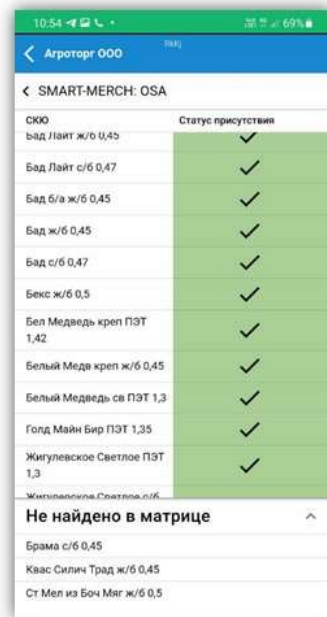 10:54 69%
Агроторг ООО
SMART-MERCH: OSA
СКЮ Статус присутствия
Бад Лайт ж/б 0,45
Бад Лайт с/б 0,47
Бад б/а ж/б 0,45
Бад ж/б 0,45
Бад с/б 0,47
Бекс ж/б 0,5
Бел Медведь креп ПЭТ
1,42
Белый Медв креп ж/б 0,45
Белый Медведь св ПЭТ 1,3
Голд Майн Бир ПЭТ 1,35
Жигулевское Светлое ПЭТ
1,3
Жигулевское Светлое с/б
Не найдено в матрице
Брама с/б 0,45
Квас Силич Трад ж/б 0,45
Ст Мел из Боч Мяг ж/б 0,5